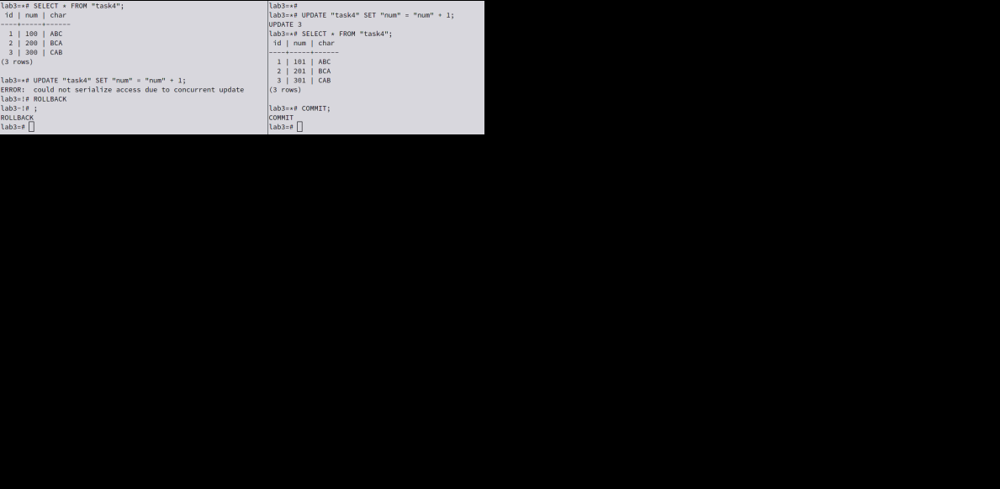 lab3=*# SELECT * FROM "task4";
 id | num | char
----+-----+------
  1 | 100 | ABC
  2 | 200 | BCA
  3 | 300 | CAB
(3 rows)

lab3=*# UPDATE "task4" SET "num" = "num" + 1;
ERROR:  could not serialize access due to concurrent update
lab3=!# ROLLBACK
lab3-!# ;
ROLLBACK
lab3=#
lab3=*#
lab3=*# UPDATE "task4" SET "num" = "num" + 1;
UPDATE 3
lab3=*# SELECT * FROM "task4";
 id | num | char
----+-----+------
  1 | 101 | ABC
  2 | 201 | BCA
  3 | 301 | CAB
(3 rows)

lab3=*# COMMIT;
COMMIT
lab3=#